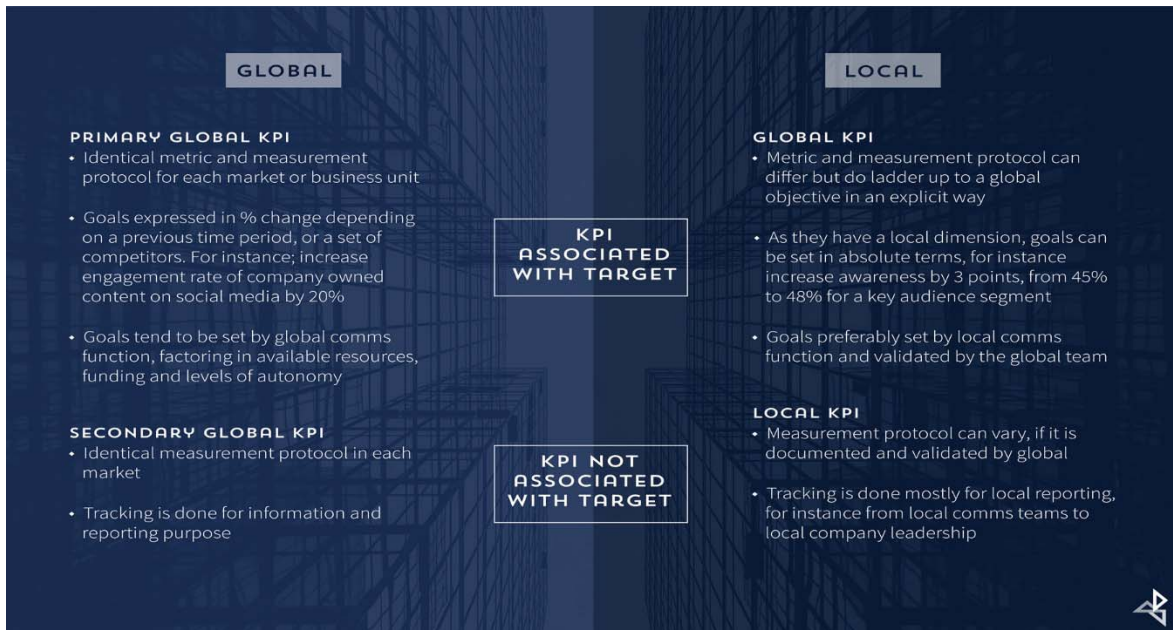 GLOBAL
PRIMARY GLOBAL KPI
• Identical metric and measurement
protocol for each market or business unit
• Goals expressed in % change depending
on a previous time period, or a set of
competitors. For instance; increase
engagement rate of company owned
content on social media by 20%
• Goals tend to be set by global comms
function, factoring in available resources,
funding and levels of autonomy
SECONDARY GLOBAL KPI
• Identical measurement protocol in each
market
• Tracking is done for information and
reporting purpose
KPI
ASSOCIATED
WITH TARGET
KPI NOT
ASSOCIATED
WITH TARGET
LOCAL
GLOBAL KPI
• Metric and measurement protocol can
differ but do ladder up to a global
objective in an explicit way
• As they have a local dimension, goals can
be set in absolute terms, for instance
increase awareness by 3 points, from 45%
to 48% for a key audience segment
• Goals preferably set by local comms
function and validated by the global team
LOCAL KPI
• Measurement protocol can vary, if it is
documented and validated by global
• Tracking is done mostly for local reporting,
for instance from local comms teams to
local company leadership